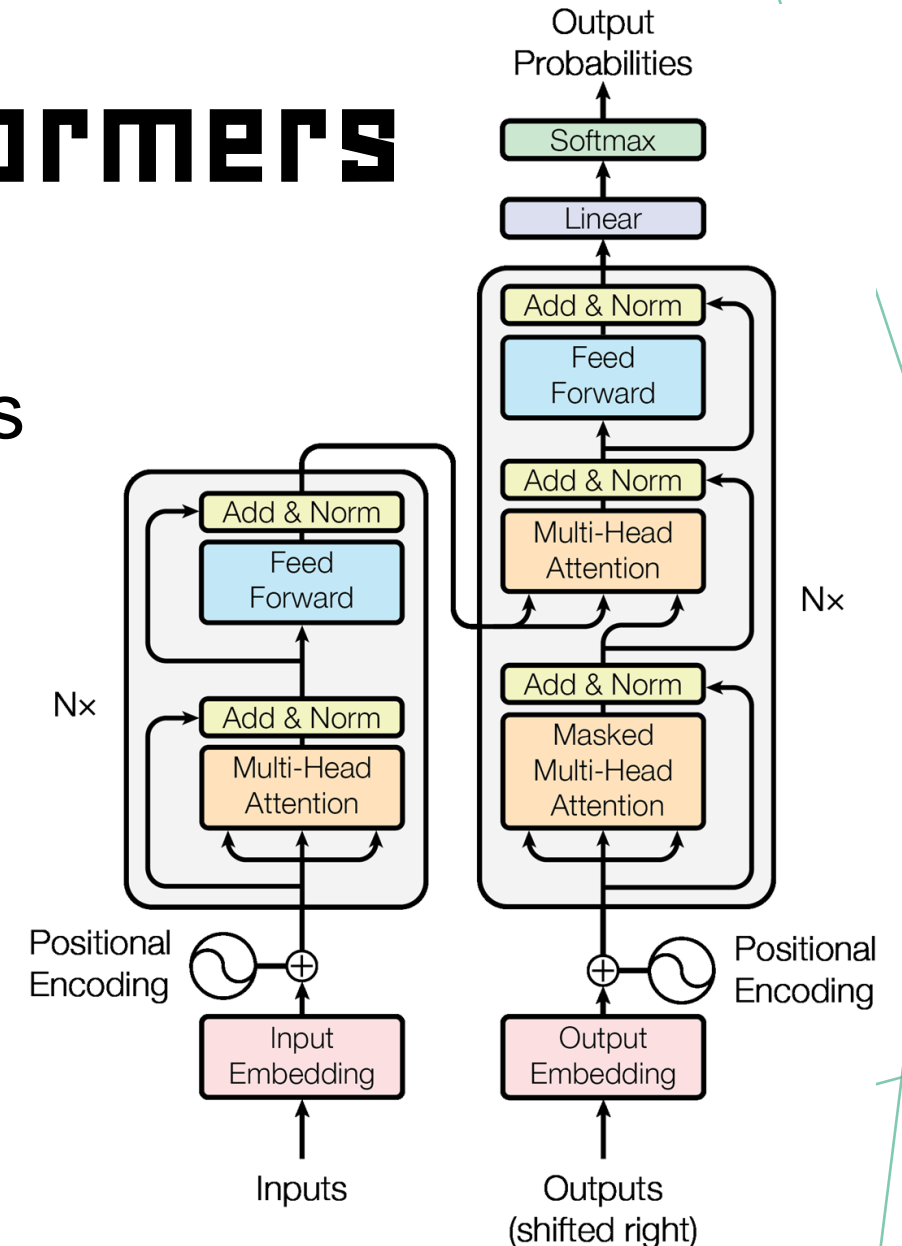 ormers
s
Output
Probabilities
Softmax
Linear
Add & Norm
Feed
Forward
Add & Norm
Multi-Head
Attention
Nx
Add & Norm
Masked
Multi-Head
Attention
Add & Norm
Feed
Forward
Nx
Add & Norm
Multi-Head
Attention
Positional
Encoding
Positional
Encoding
Input
Embedding
Output
Embedding
Inputs
Outputs
(shifted right)